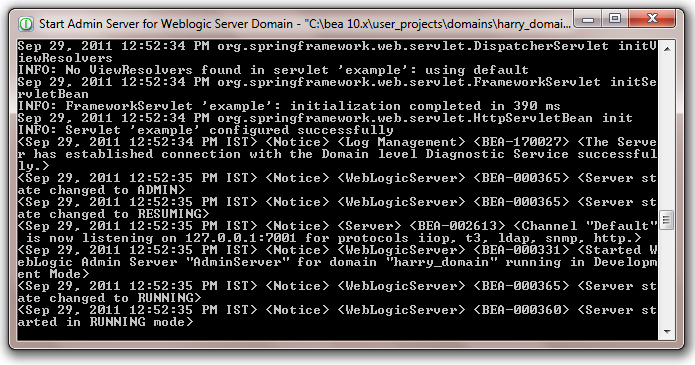 Start Admin Server for Weblogic Server Domain - "C:\bea 10.x\user_projects\domains\harry_domai...
Sep 29, 2011 12:52:34 PM org.springframework.web.servlet.DispatcherServlet initV
iewResolvers
INFO: No ViewResolvers found in servlet 'example': using default
Sep 29, 2011 12:52:34 PM org.springframework.web.servlet.FrameworkServlet initSe
rvletBean
INFO: FrameworkServlet 'example': initialization completed in 390 ms
Sep 29, 2011 12:52:34 PM org.springframework.web.servlet.HttpServletBean init
INFO: Servlet 'example' configured successfully
<Sep 29, 2011 12:52:34 PM IST> <Notice> <Log Management> <BEA-170027> <The Serve
r has established connection with the Domain level Diagnostic Service successful
ly.>
<Sep 29, 2011 12:52:35 PM IST> <Notice> <WebLogicServer> <BEA-000365> <Server st
ate changed to ADMIN>
<Sep 29, 2011 12:52:35 PM IST> <Notice> <WebLogicServer> <BEA-000365> <Server st
ate changed to RESUMING>
<Sep 29, 2011 12:52:35 PM IST> <Notice> <Server> <BEA-002613> <Channel "Default"
 is now listening on 127.0.0.1:7001 for protocols iiop, t3, ldap, snmp, http.>
<Sep 29, 2011 12:52:35 PM IST> <Notice> <WebLogicServer> <BEA-000331> <Started W
ebLogic Admin Server "AdminServer" for domain "harry_domain" running in Developm
ent Mode>
<Sep 29, 2011 12:52:35 PM IST> <Notice> <WebLogicServer> <BEA-000365> <Server st
ate changed to RUNNING>
<Sep 29, 2011 12:52:35 PM IST> <Notice> <WebLogicServer> <BEA-000360> <Server st
arted in RUNNING mode>